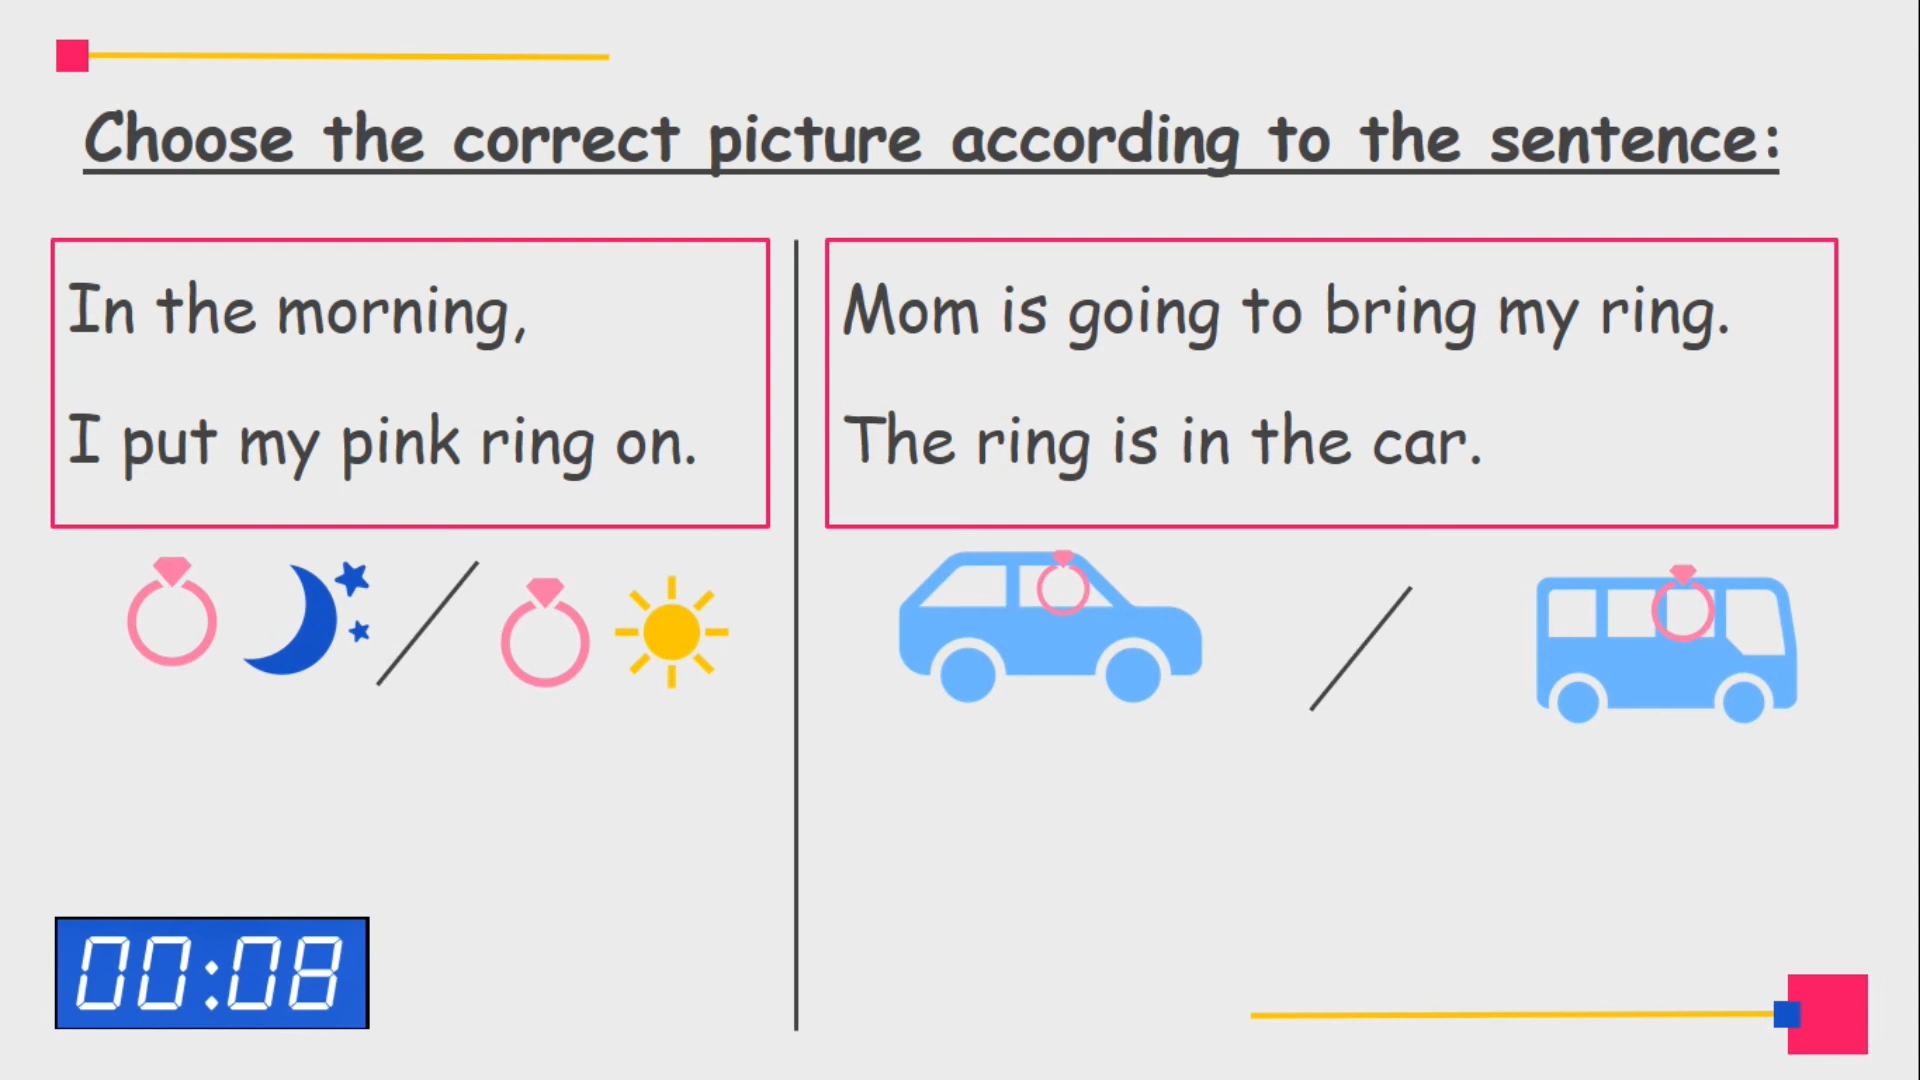 Choose the correct picture according to the sentence:
In the morning,
I put my pink ring on.
Mom is going to bring my ring.
The ring is in the car.
00:08